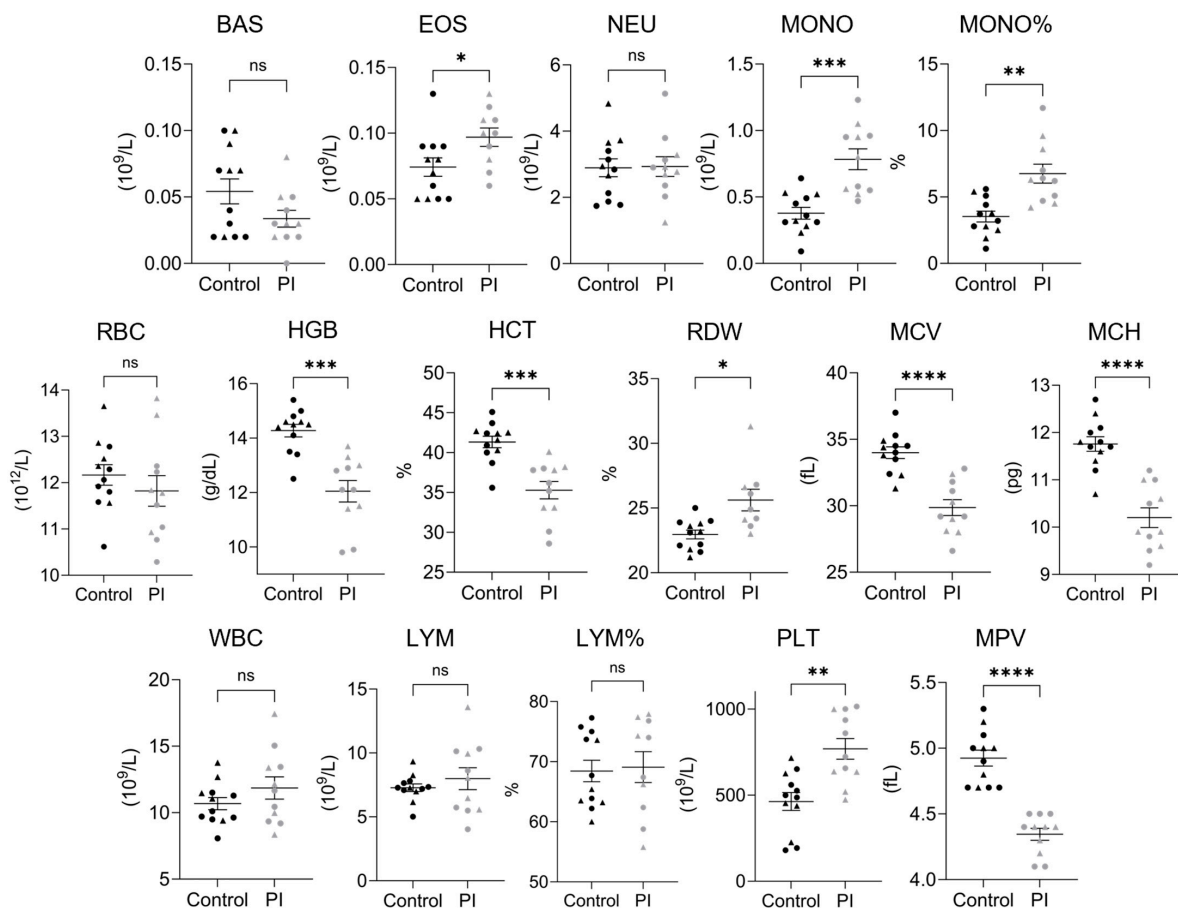 BAS EOS NEU MONO MONO%
ns * ns *** **
0.15 0.15 6 1.5 15
0.10 0.10 4 1.0 10
0.05 0.05 2 0.5 5
0.00 0.00 0 0.0 0
(10⁹/L) (10⁹/L) (10⁹/L) (10⁹/L) %
Control PI Control PI Control PI Control PI Control PI
RBC HGB HCT RDW MCV MCH
ns *** *** * **** ****
14 16 50 35 40 13
13 14 45 30 35 12
12 12 40 25 30 11
11 10 35 20 25 10
10 30 9
25
(10¹²/L) (g/dL) % % (fL) (pg)
Control PI Control PI Control PI Control PI Control PI Control PI
WBC LYM LYM% PLT MPV
ns ns ns ** ****
20 15 80 1000 5.5
15 10 70 500 5.0
10 5 60 0 4.5
5 0 50 4.0
(10⁹/L) (10⁹/L) % (10⁹/L) (fL)
Control PI Control PI Control PI Control PI Control PI